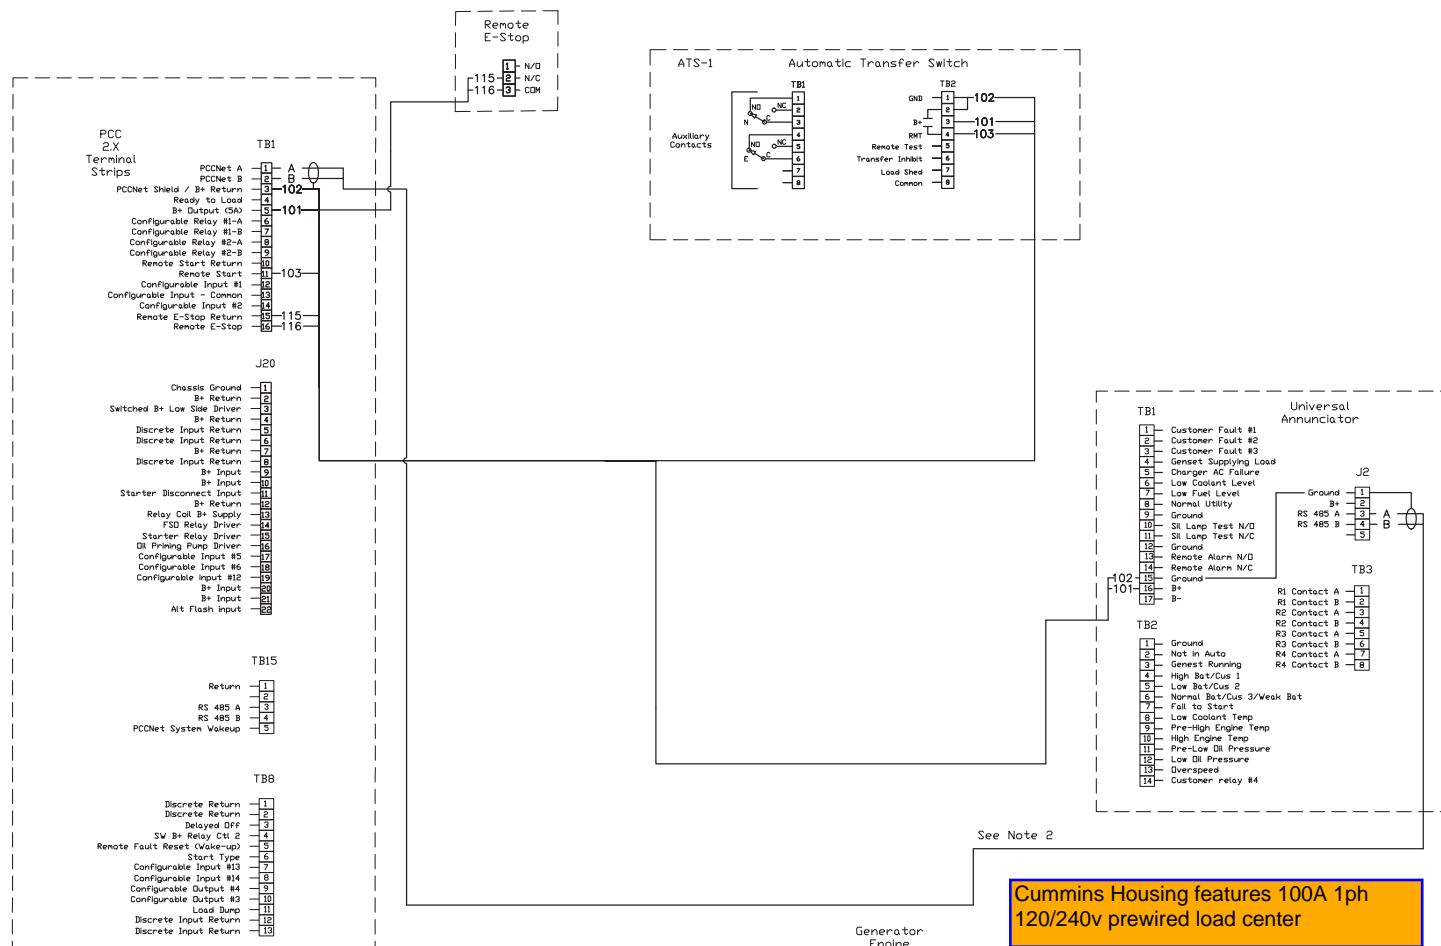 Remote
E-Stop
1 N/O
115 2 N/C
116 3 COM
ATS-1
Automatic Transfer Switch
TB1
1
2
3
4
5
6
7
8
NO
NC
N
C
NO
NC
E
C
Auxiliary
Contacts
TB2
GND 1 102
2
B+ 3 101
RMT 4 103
Remote Test 5
Transfer Inhibit 6
Load Shed 7
Common 8
PCC
2.X
Terminal
Strips
TB1
PCCNet A 1 A
PCCNet B 2 B
PCCNet Shield / B+ Return 3 102
Ready to Load 4
B+ Output (5A) 5 101
Configurable Relay #1-A 6
Configurable Relay #1-B 7
Configurable Relay #2-A 8
Configurable Relay #2-B 9
Remote Start Return 10
Remote Start 11 103
Configurable Input #1 12
Configurable Input - Common 13
Configurable Input #2 14
Remote E-Stop Return 15 115
Remote E-Stop 16 116
J20
Chassis Ground 1
B+ Return 2
Switched B+ Low Side Driver 3
B+ Return 4
Discrete Input Return 5
Discrete Input Return 6
B+ Return 7
Discrete Input Return 8
B+ Input 9
B+ Input 10
Starter Disconnect Input 11
B+ Return 12
Relay Coil B+ Supply 13
FSO Relay Driver 14
Starter Relay Driver 15
Oil Priming Pump Driver 16
Configurable Input #5 17
Configurable Input #6 18
Configurable input #12 19
B+ Input 20
B+ Input 21
Alt Flash input 22
TB15
Return 1
2
RS 485 A 3
RS 485 B 4
PCCNet System Wakeup 5
TB8
Discrete Return 1
Discrete Return 2
Delayed Off 3
SW B+ Relay Ctl 2 4
Remote Fault Reset (Wake-up) 5
Start Type 6
Configurable Input #13 7
Configurable Input #14 8
Configurable Output #4 9
Configurable Output #3 10
Load Dump 11
Discrete Input Return 12
Discrete Input Return 13
Universal
Annunciator
TB1
1 Customer Fault #1
2 Customer Fault #2
3 Customer Fault #3
4 Genset Supplying Load
5 Charger AC Failure
6 Low Coolant Level
7 Low Fuel Level
8 Normal Utility
9 Ground
10 Sil Lamp Test N/O
11 Sil Lamp Test N/C
12 Ground
13 Remote Alarm N/O
14 Remote Alarm N/C
102 15 Ground
101 16 B+
17 B-
J2
Ground 1
B+ 2
RS 485 A 3 A
RS 485 B 4 B
5
TB3
R1 Contact A 1
R1 Contact B 2
R2 Contact A 3
R2 Contact B 4
R3 Contact A 5
R3 Contact B 6
R4 Contact A 7
R4 Contact B 8
TB2
1 Ground
2 Not in Auto
3 Genest Running
4 High Bat/Cus 1
5 Low Bat/Cus 2
6 Normal Bat/Cus 3/Weak Bat
7 Fail to Start
8 Low Coolant Temp
9 Pre-High Engine Temp
10 High Engine Temp
11 Pre-Low Oil Pressure
12 Low Oil Pressure
13 Overspeed
14 Customer relay #4
See Note 2
Cummins Housing features 100A 1ph
120/240v prewired load center
Generator
Engine